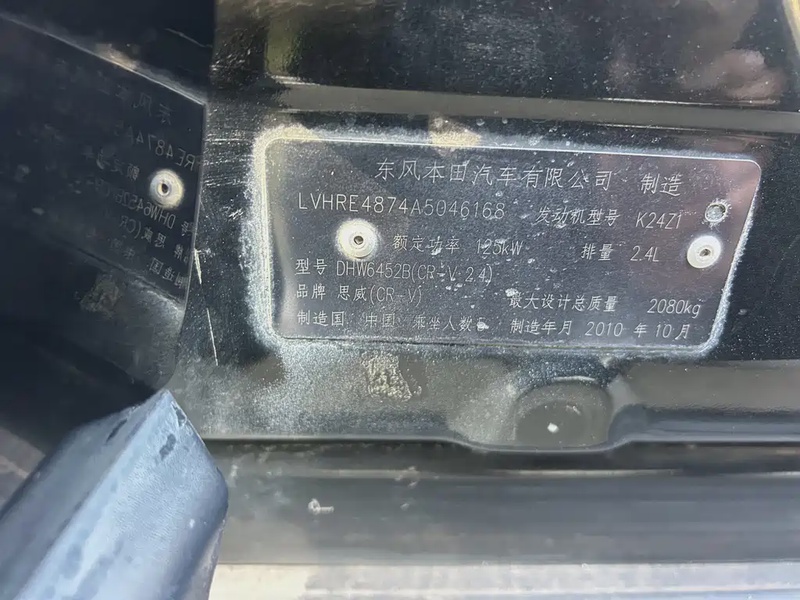 东风本田汽车有限公司 制造
LVHRE4874A5046168 发动机型号 K24Z1
额定功率 125kW 排量 2.4L
型号 DHW6452B(CR-V 2.4)
品牌 思威(CR-V) 最大设计总质量 2080kg
制造国 中国 乘坐人数 制造年月 2010 年 10 月